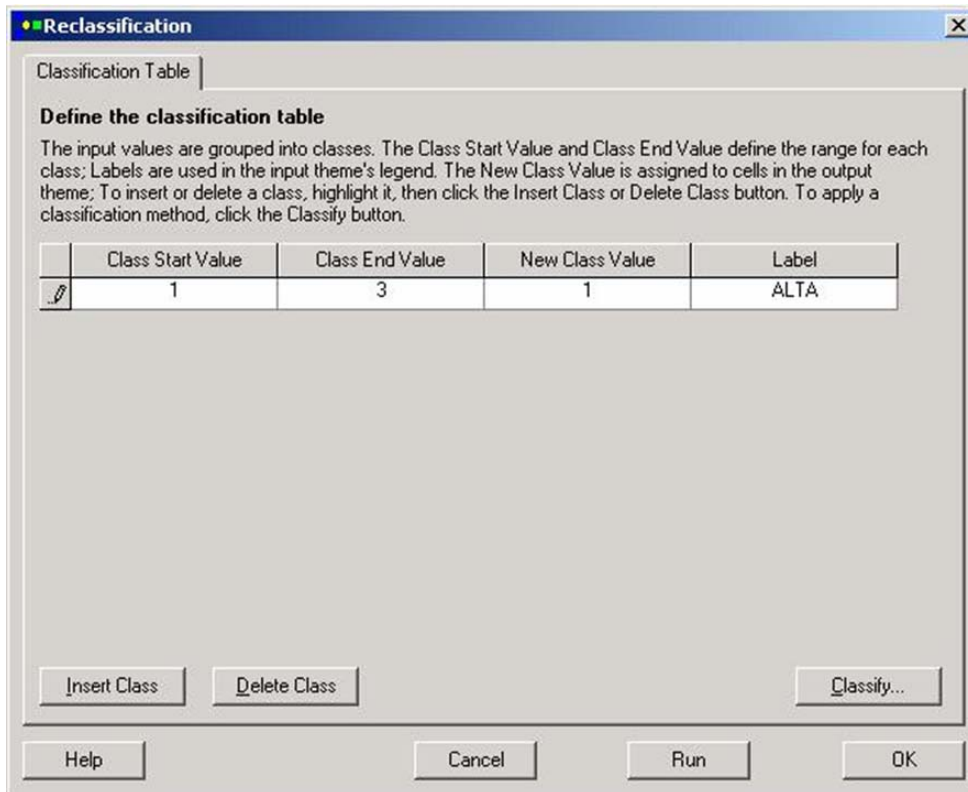 Reclassification
Classification Table
Define the classification table
The input values are grouped into classes. The Class Start Value and Class End Value define the range for each
class; Labels are used in the input theme's legend. The New Class Value is assigned to cells in the output
theme; To insert or delete a class, highlight it, then click the Insert Class or Delete Class button. To apply a
classification method, click the Classify button.
Class Start Value Class End Value New Class Value Label
1 3 1 ALTA
Insert Class Delete Class Classify...
Help Cancel Run OK